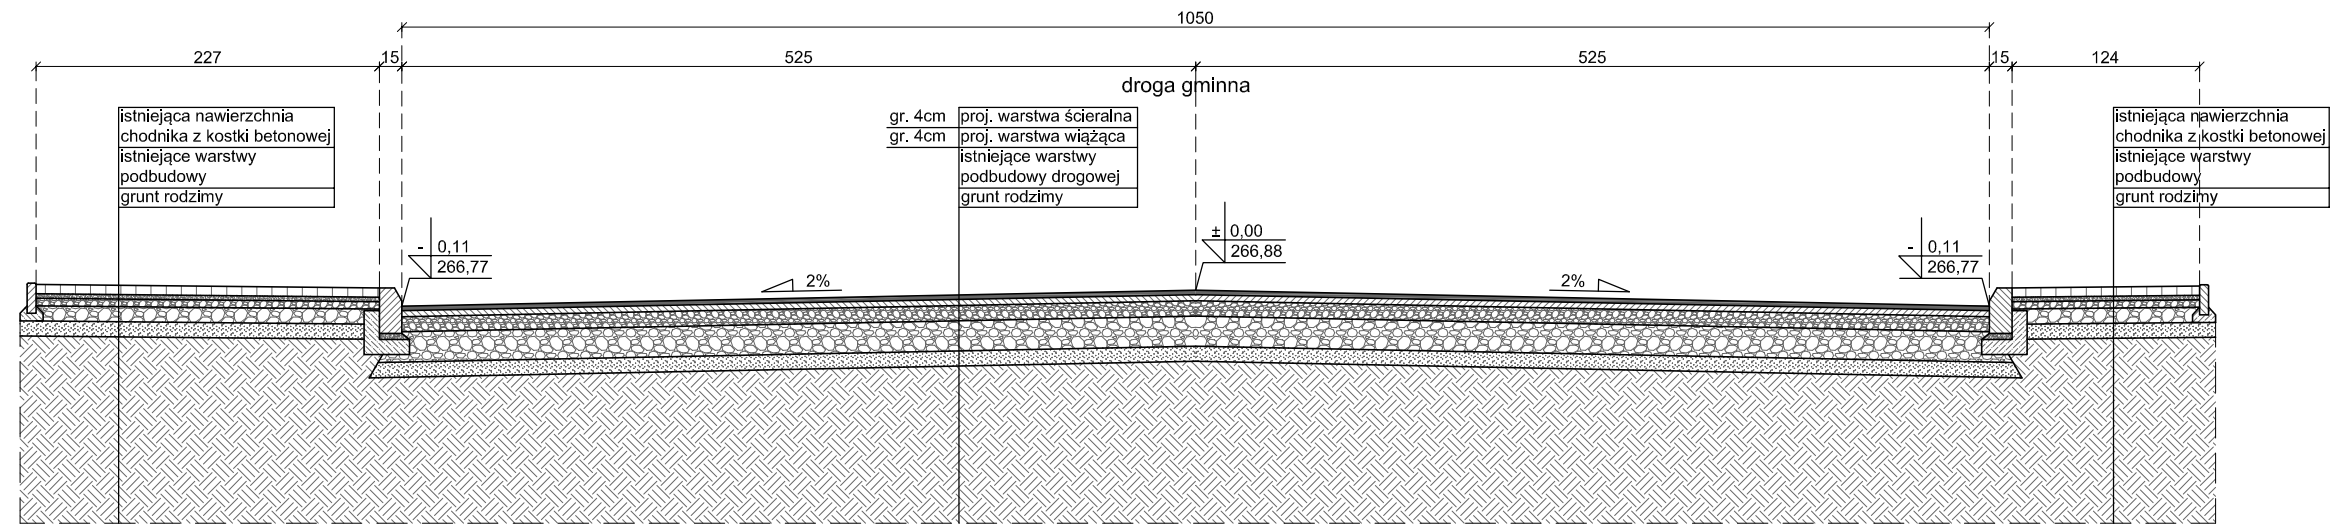 1050
227 15 525 525 15 124
droga gminna
istniejąca nawierzchnia
chodnika z kostki betonowej
istniejące warstwy
podbudowy
grunt rodzimy
gr. 4cm proj. warstwa ścieralna
gr. 4cm proj. warstwa wiążąca
istniejące warstwy
podbudowy drogowej
grunt rodzimy
istniejąca nawierzchnia
chodnika z kostki betonowej
istniejące warstwy
podbudowy
grunt rodzimy
- 0,11
266,77
± 0,00
266,88
- 0,11
266,77
2%
2%